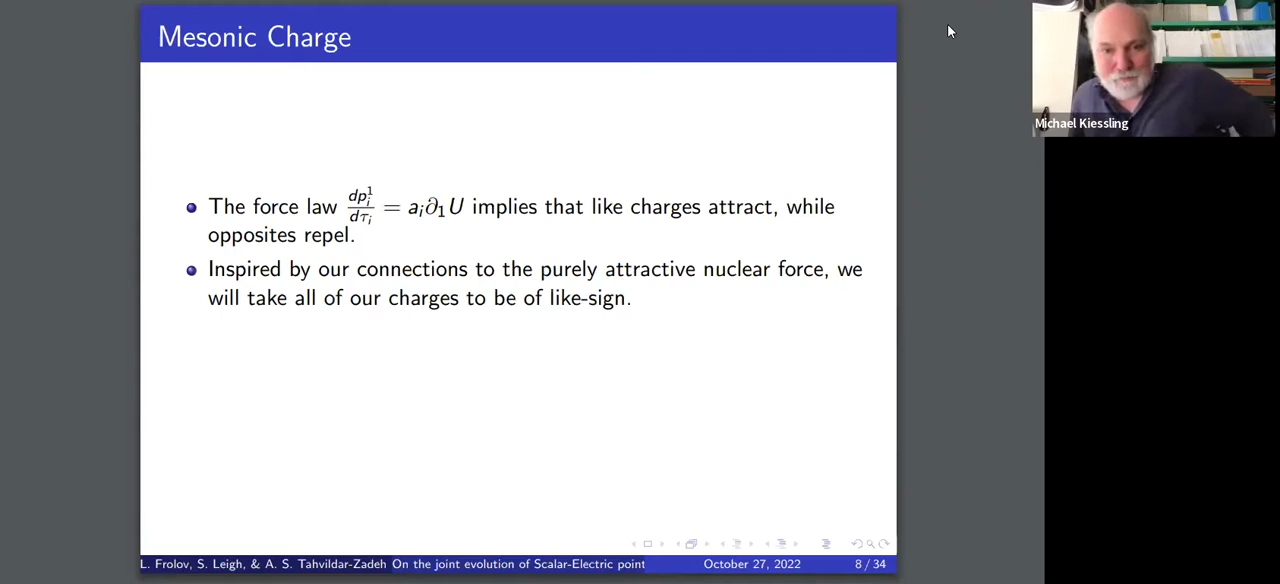 Mesonic Charge
Michael Kiessling
The force law dp_i^1/dτ_i = a_i∂_1U implies that like charges attract, while
opposites repel.
Inspired by our connections to the purely attractive nuclear force, we
will take all of our charges to be of like-sign.
L. Frolov, S. Leigh, & A. S. Tahvildar-Zadeh On the joint evolution of Scalar-Electric point
October 27, 2022
8 / 34